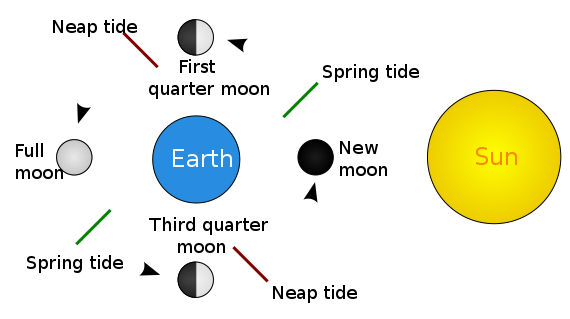 Neap tide
First
quarter moon
Spring tide
Full
moon
Earth
New
moon
Sun
Third quarter
moon
Spring tide
Neap tide